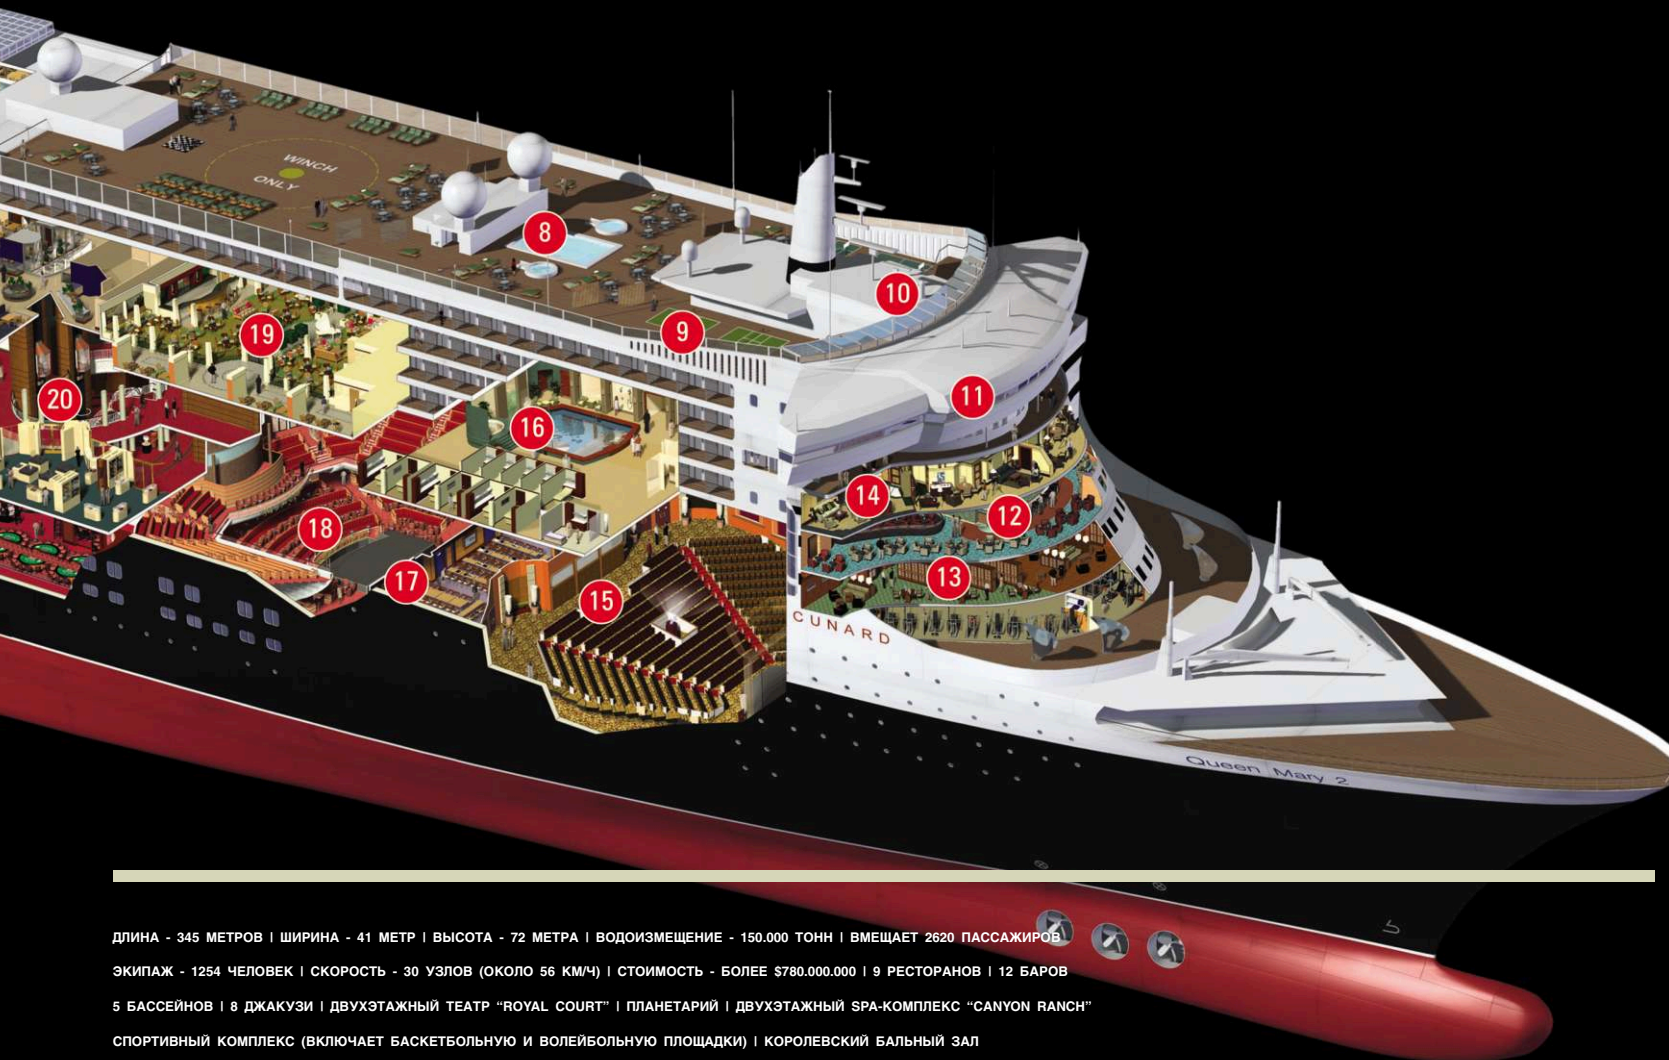 WINCH
ONLY
8
10
9
19
11
20
16
14
12
18
13
17
15
CUNARD
Queen Mary 2
ДЛИНА - 345 МЕТРОВ | ШИРИНА - 41 МЕТР | ВЫСОТА - 72 МЕТРА | ВОДОИЗМЕЩЕНИЕ - 150.000 ТОНН | ВМЕЩАЕТ 2620 ПАССАЖИРОВ
ЭКИПАЖ - 1254 ЧЕЛОВЕК | СКОРОСТЬ - 30 УЗЛОВ (ОКОЛО 56 КМ/Ч) | СТОИМОСТЬ - БОЛЕЕ $780.000.000 | 9 РЕСТОРАНОВ | 12 БАРОВ
5 БАССЕЙНОВ | 8 ДЖАКУЗИ | ДВУХЭТАЖНЫЙ ТЕАТР “ROYAL COURT” | ПЛАНЕТАРИЙ | ДВУХЭТАЖНЫЙ SPA-КОМПЛЕКС “CANYON RANCH”
СПОРТИВНЫЙ КОМПЛЕКС (ВКЛЮЧАЕТ БАСКЕТБОЛЬНУЮ И ВОЛЕЙБОЛЬНУЮ ПЛОЩАДКИ) | КОРОЛЕВСКИЙ БАЛЬНЫЙ ЗАЛ